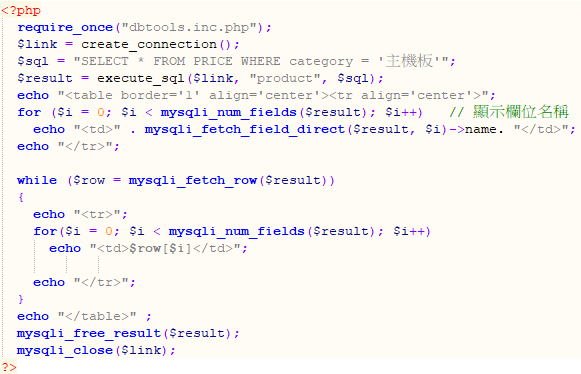 <?php
  require_once("dbtools.inc.php");
  $link = create_connection();
  $sql = "SELECT * FROM PRICE WHERE category = '主機板'";
  $result = execute_sql($link, "product", $sql);
  echo "<table border='1' align='center'><tr align='center'>";
  for ($i = 0; $i < mysqli_num_fields($result); $i++)   // 顯示欄位名稱
    echo "<td>" . mysqli_fetch_field_direct($result, $i)->name. "</td>";
  echo "</tr>";

  while ($row = mysqli_fetch_row($result))
  {
    echo "<tr>";
    for($i = 0; $i < mysqli_num_fields($result); $i++)
      echo "<td>$row[$i]</td>";

    echo "</tr>";
  }
  echo "</table>" ;
  mysqli_free_result($result);
  mysqli_close($link);
?>